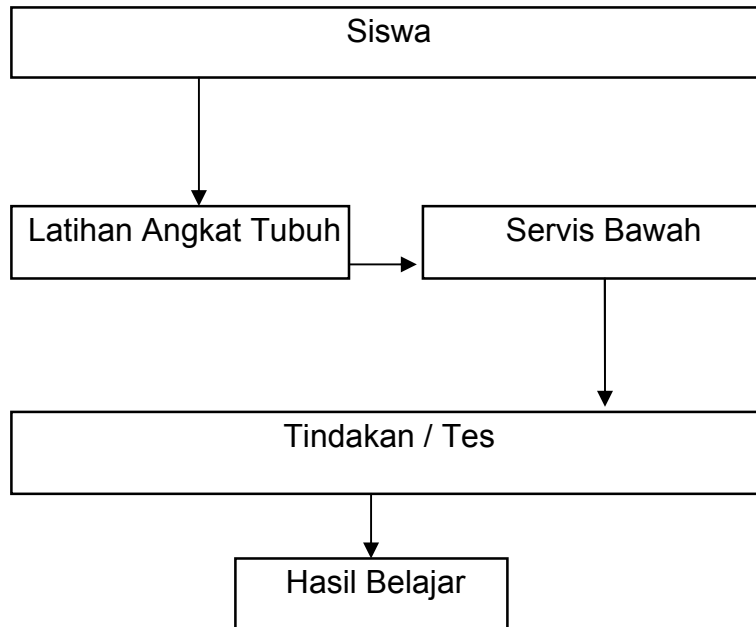 Siswa
Latihan Angkat Tubuh
Servis Bawah
Tindakan / Tes
Hasil Belajar